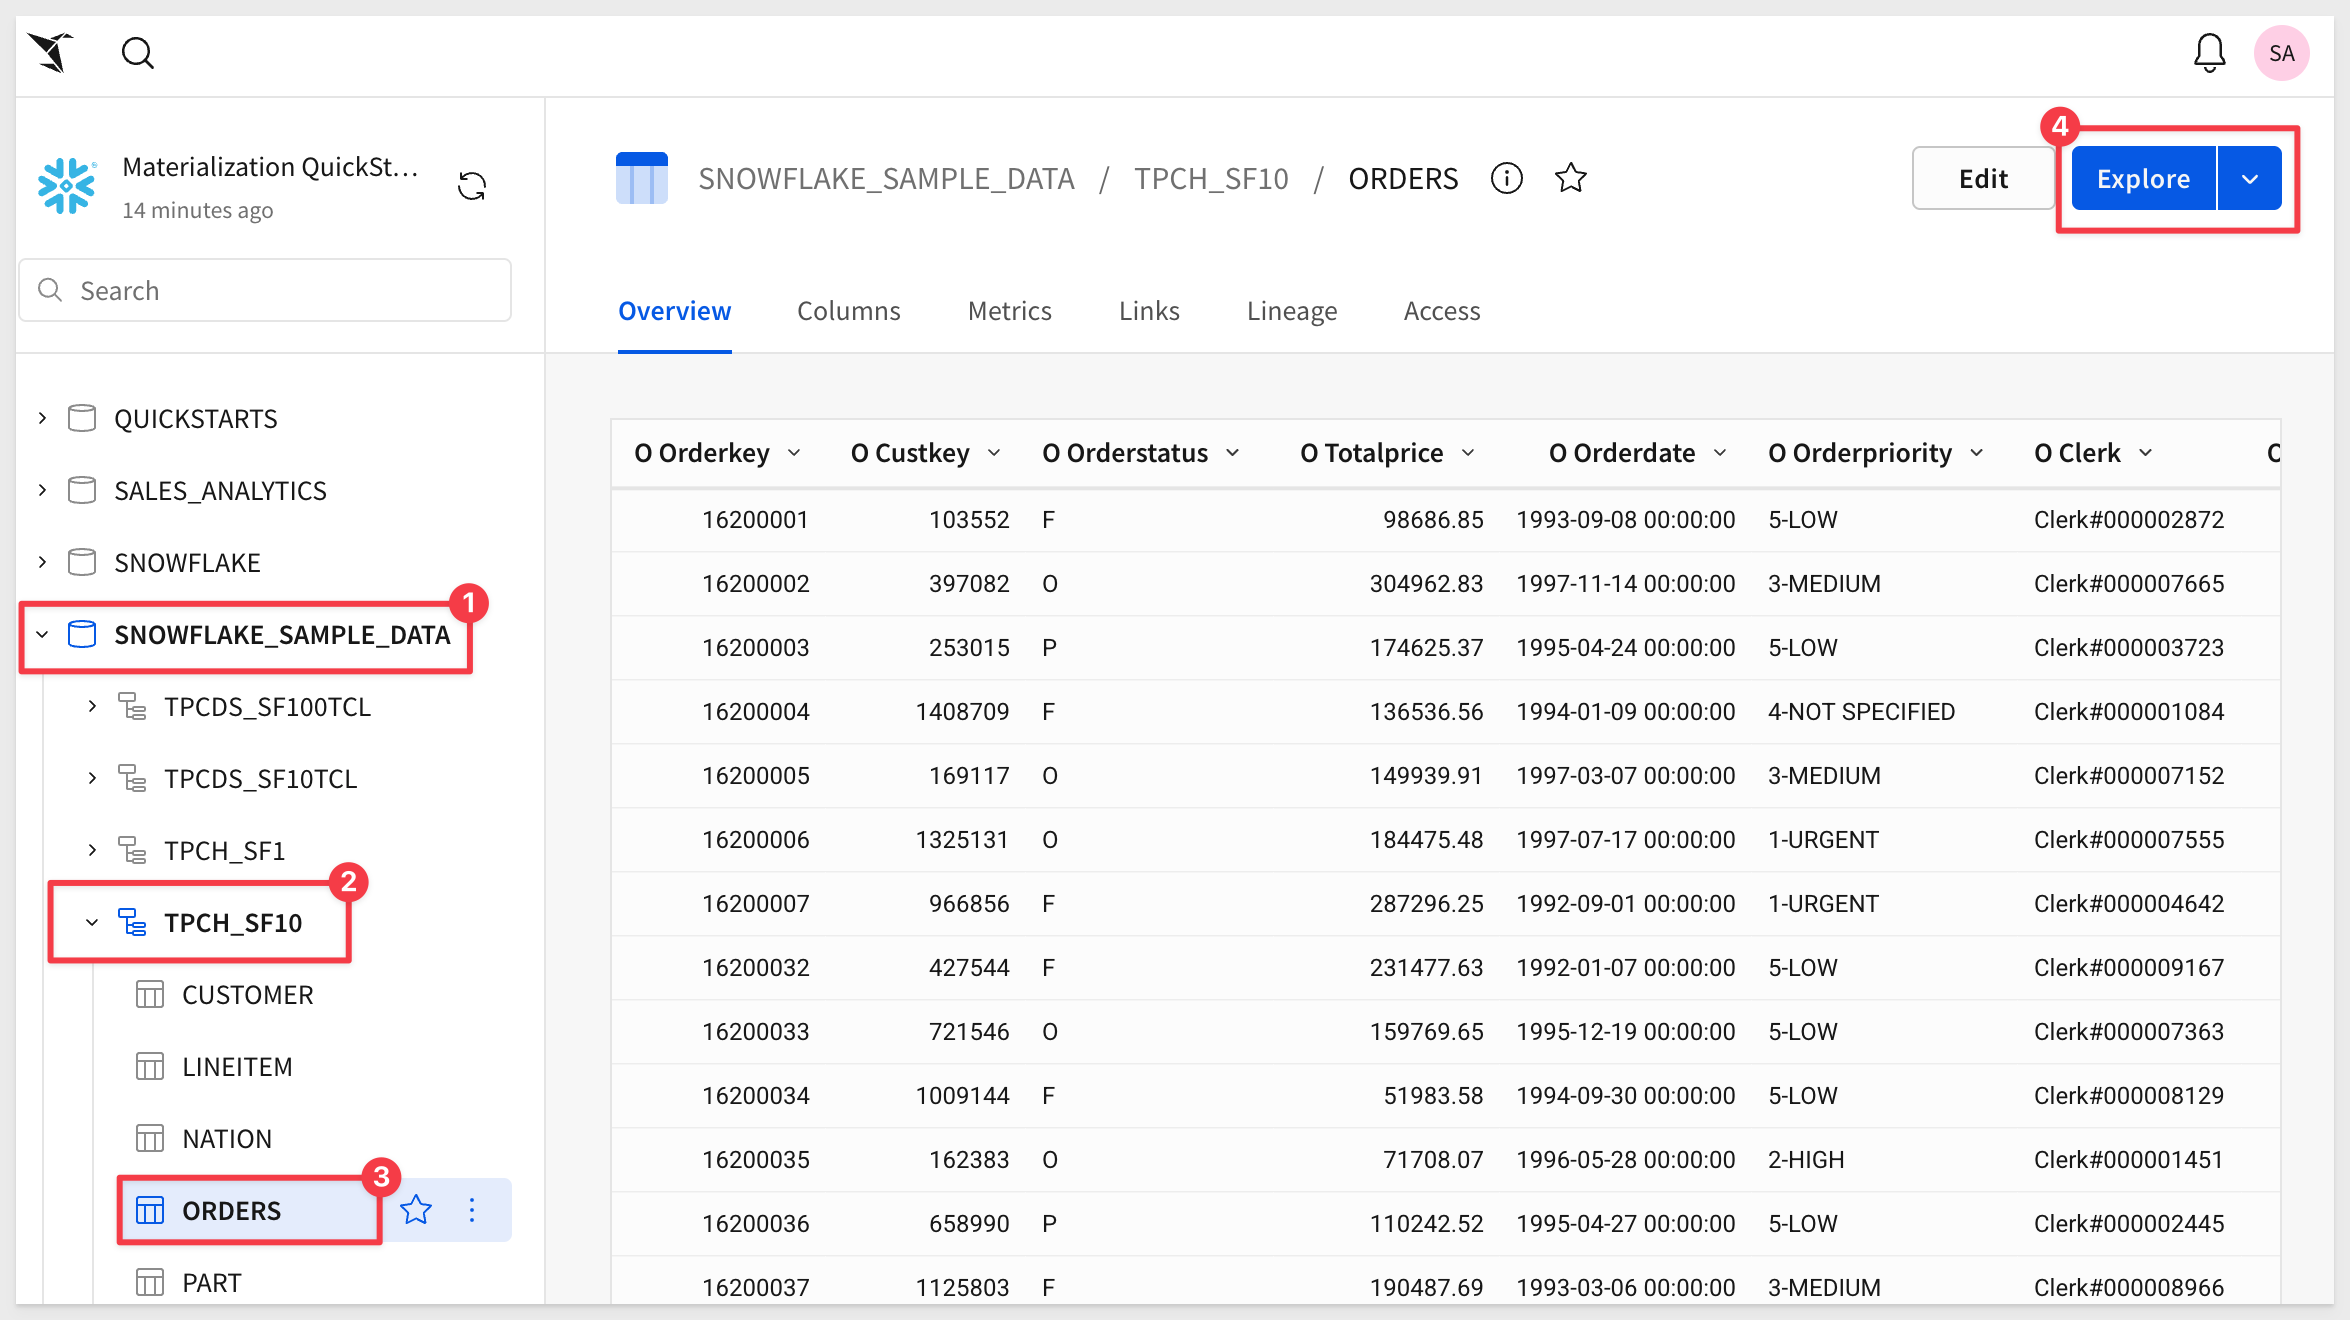 SA
Materialization QuickSt...
14 minutes ago
Search
QUICKSTARTS
SALES_ANALYTICS
SNOWFLAKE
1
SNOWFLAKE_SAMPLE_DATA
TPCDS_SF100TCL
TPCDS_SF10TCL
TPCH_SF1
2
TPCH_SF10
CUSTOMER
LINEITEM
NATION
3
ORDERS
PART
SNOWFLAKE_SAMPLE_DATA / TPCH_SF10 / ORDERS
Edit
4
Explore
Overview Columns Metrics Links Lineage Access
O Orderkey O Custkey O Orderstatus O Totalprice O Orderdate O Orderpriority O Clerk
16200001 103552 F 98686.85 1993-09-08 00:00:00 5-LOW Clerk#000002872
16200002 397082 O 304962.83 1997-11-14 00:00:00 3-MEDIUM Clerk#000007665
16200003 253015 P 174625.37 1995-04-24 00:00:00 5-LOW Clerk#000003723
16200004 1408709 F 136536.56 1994-01-09 00:00:00 4-NOT SPECIFIED Clerk#000001084
16200005 169117 O 149939.91 1997-03-07 00:00:00 3-MEDIUM Clerk#000007152
16200006 1325131 O 184475.48 1997-07-17 00:00:00 1-URGENT Clerk#000007555
16200007 966856 F 287296.25 1992-09-01 00:00:00 1-URGENT Clerk#000004642
16200032 427544 F 231477.63 1992-01-07 00:00:00 5-LOW Clerk#000009167
16200033 721546 O 159769.65 1995-12-19 00:00:00 5-LOW Clerk#000007363
16200034 1009144 F 51983.58 1994-09-30 00:00:00 5-LOW Clerk#000008129
16200035 162383 O 71708.07 1996-05-28 00:00:00 2-HIGH Clerk#000001451
16200036 658990 P 110242.52 1995-04-27 00:00:00 5-LOW Clerk#000002445
16200037 1125803 F 190487.69 1993-03-06 00:00:00 3-MEDIUM Clerk#000008966